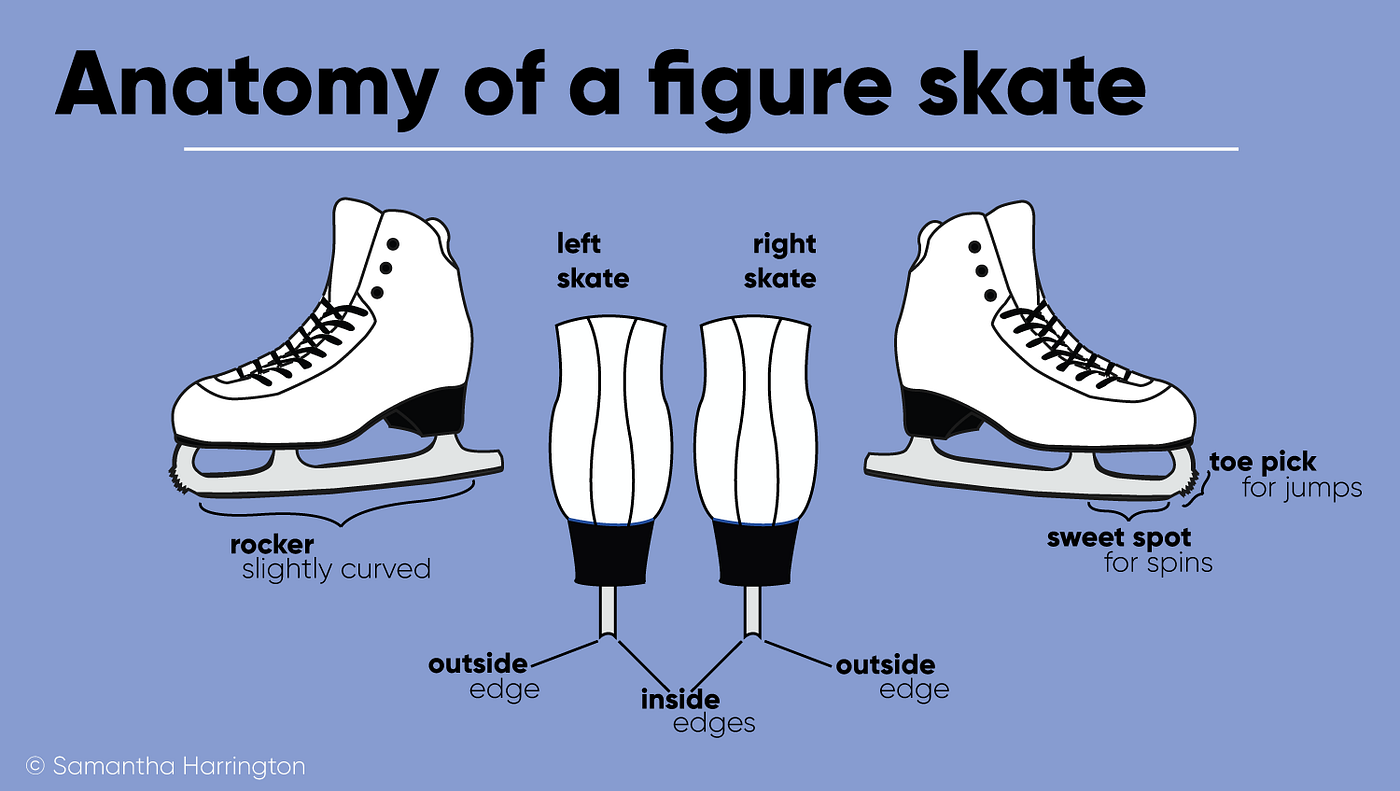 Anatomy of a figure skate
left
skate
right
skate
toe pick
for jumps
sweet spot
for spins
rocker
slightly curved
outside
edge
inside
edges
outside
edge
© Samantha Harrington